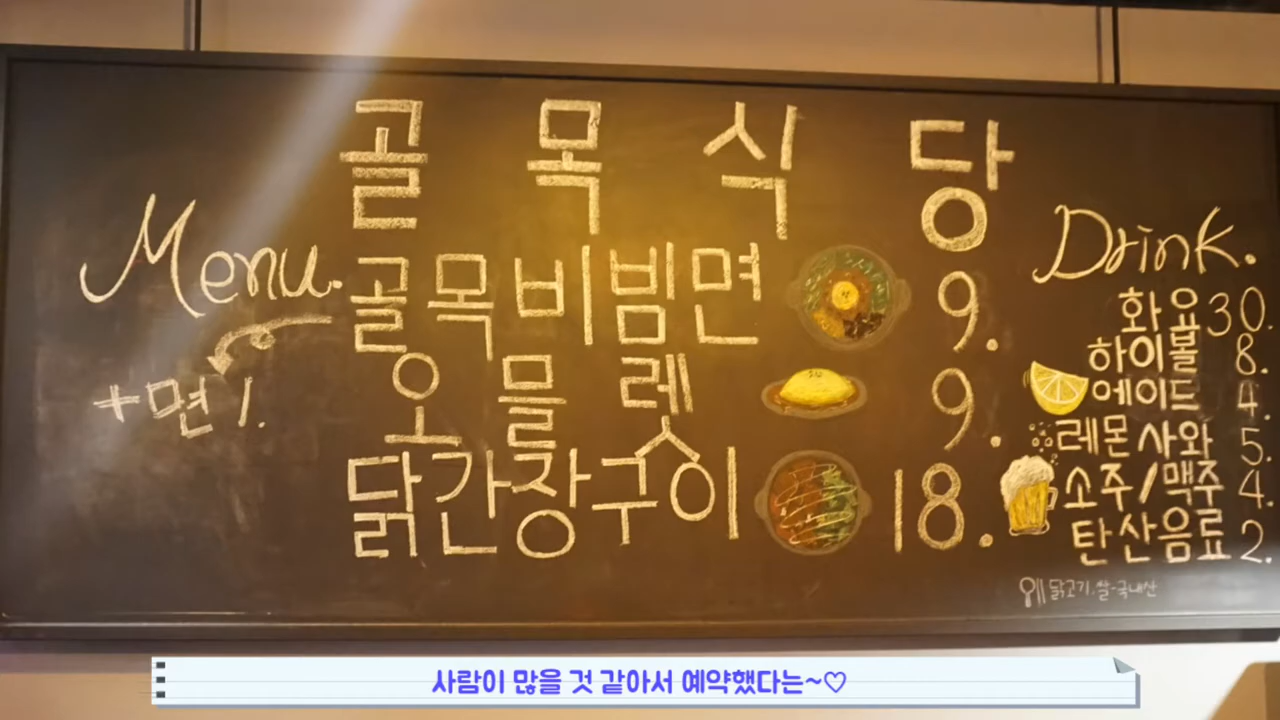 골목식당
Menu.
+면 1.
골목비빔면 9.
오믈렛 9.
닭간장구이 18.
Drink.
화요 30.
하이볼 8.
에이드 4.
레몬사와 5.
소주/맥주 4.
탄산음료 2.
닭고기.쌀-국내산
사람이 많을 것 같아서 예약했다는~♡